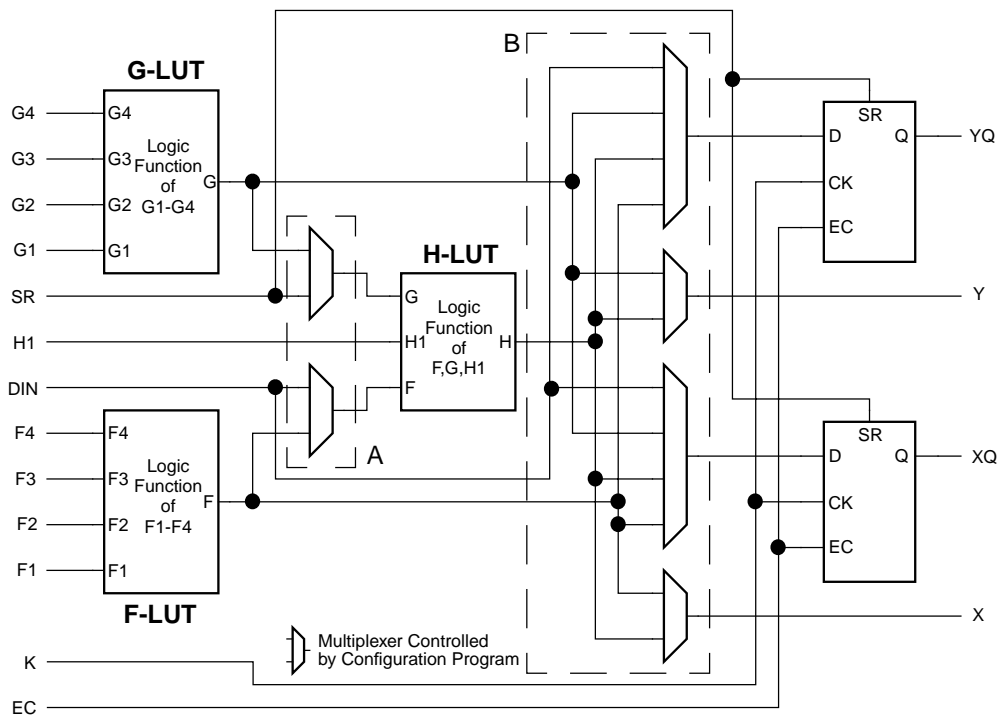 B
G-LUT
G4
G3
G2
G1
G4
G3
G2
G1
Logic
Function
of
G1-G4
G
SR
H1
DIN
H-LUT
G
H1
F
Logic
Function
of
F,G,H1
H
A
F4
F3
F2
F1
F4
F3
F2
F1
Logic
Function
of
F1-F4
F
F-LUT
SR
D
Q
CK
EC
YQ
Y
SR
D
Q
CK
EC
XQ
X
Multiplexer Controlled
by Configuration Program
K
EC